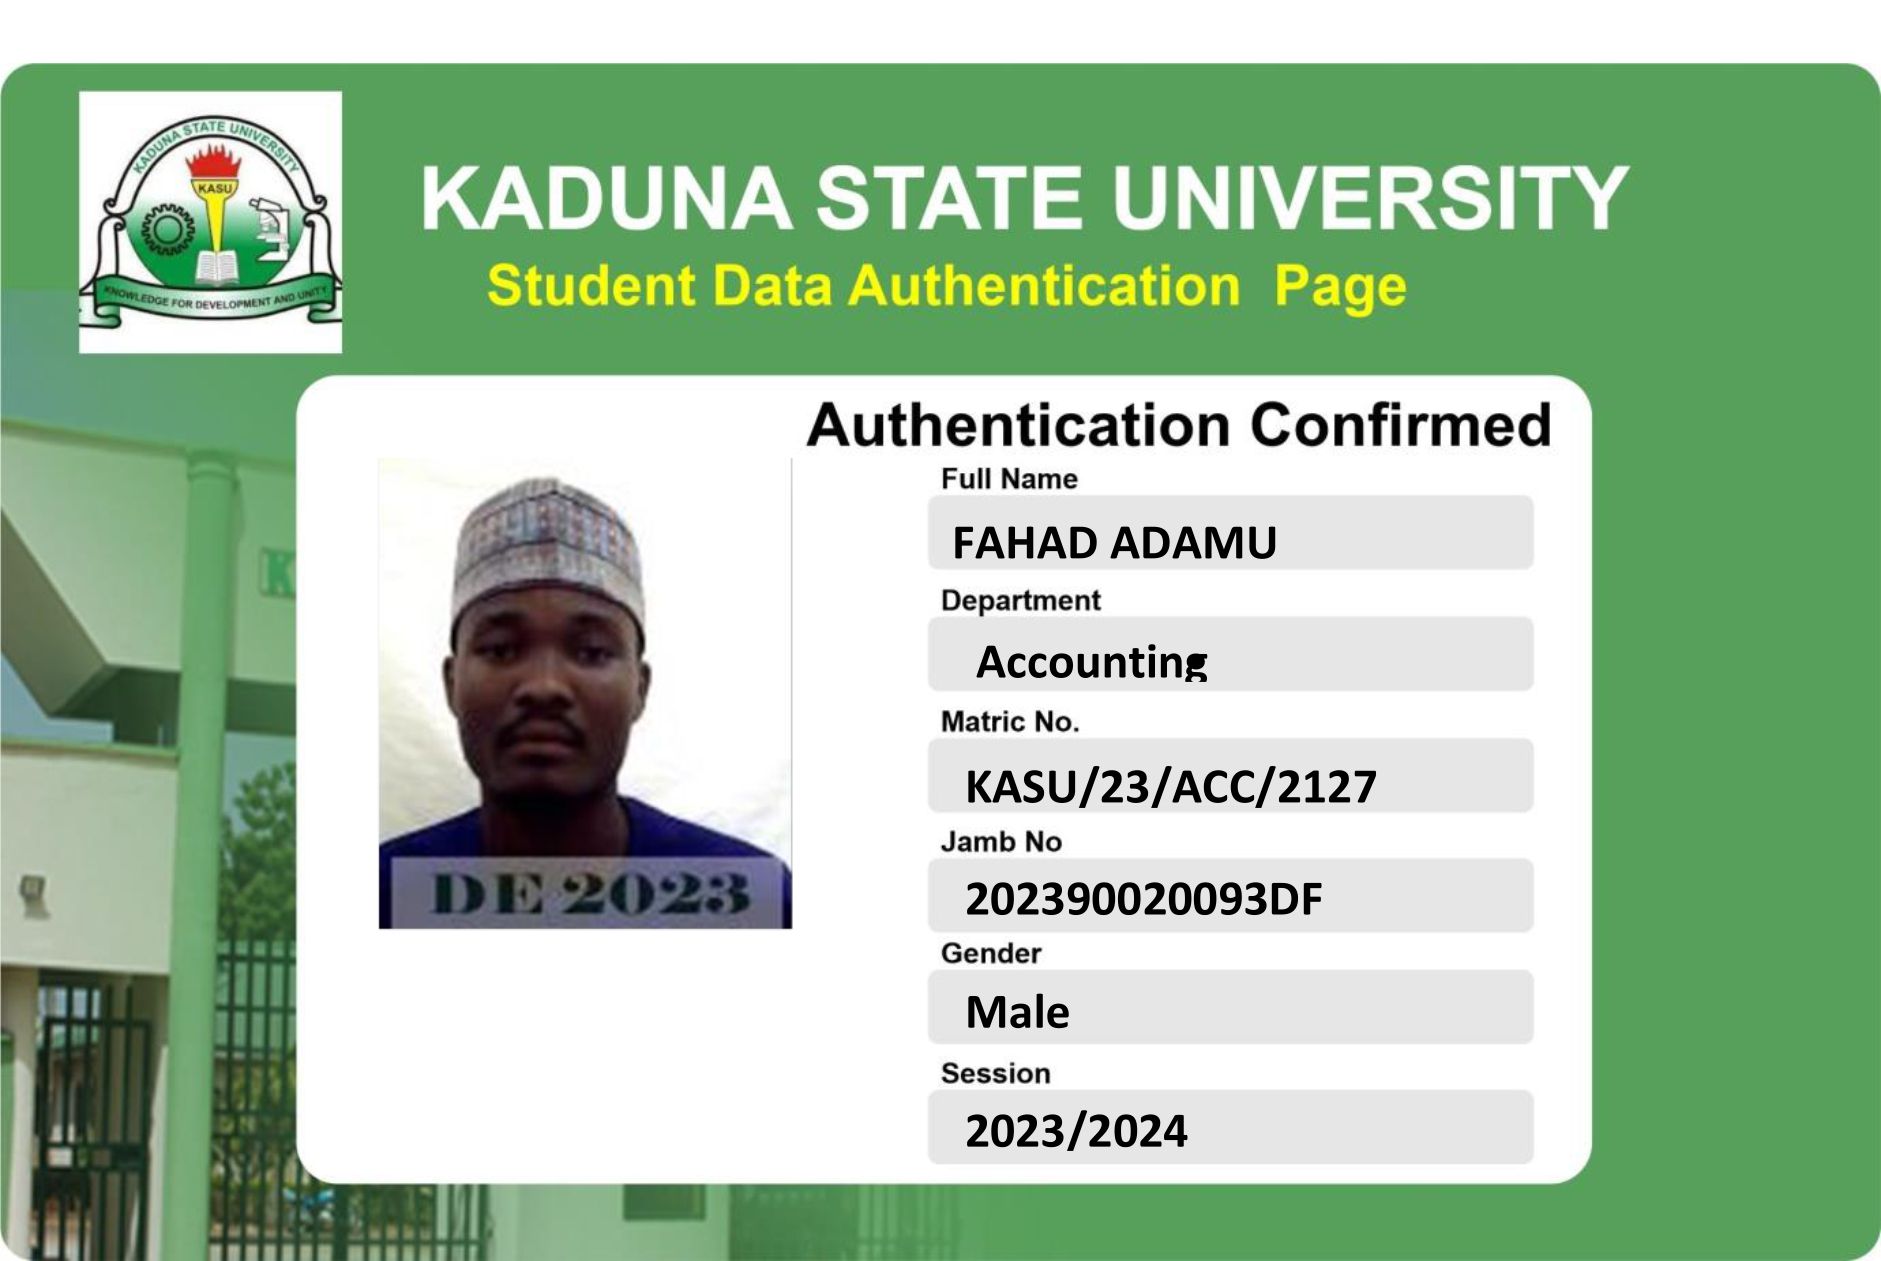 KADUNA STATE UNIVERSITY
KASU
KNOWLEDGE FOR DEVELOPMENT AND UNITY
KADUNA STATE UNIVERSITY
Student Data Authentication Page
Authentication Confirmed
Full Name
FAHAD ADAMU
Department
Accounting
Matric No.
KASU/23/ACC/2127
Jamb No
202390020093DF
Gender
Male
Session
2023/2024
DE 2023
K